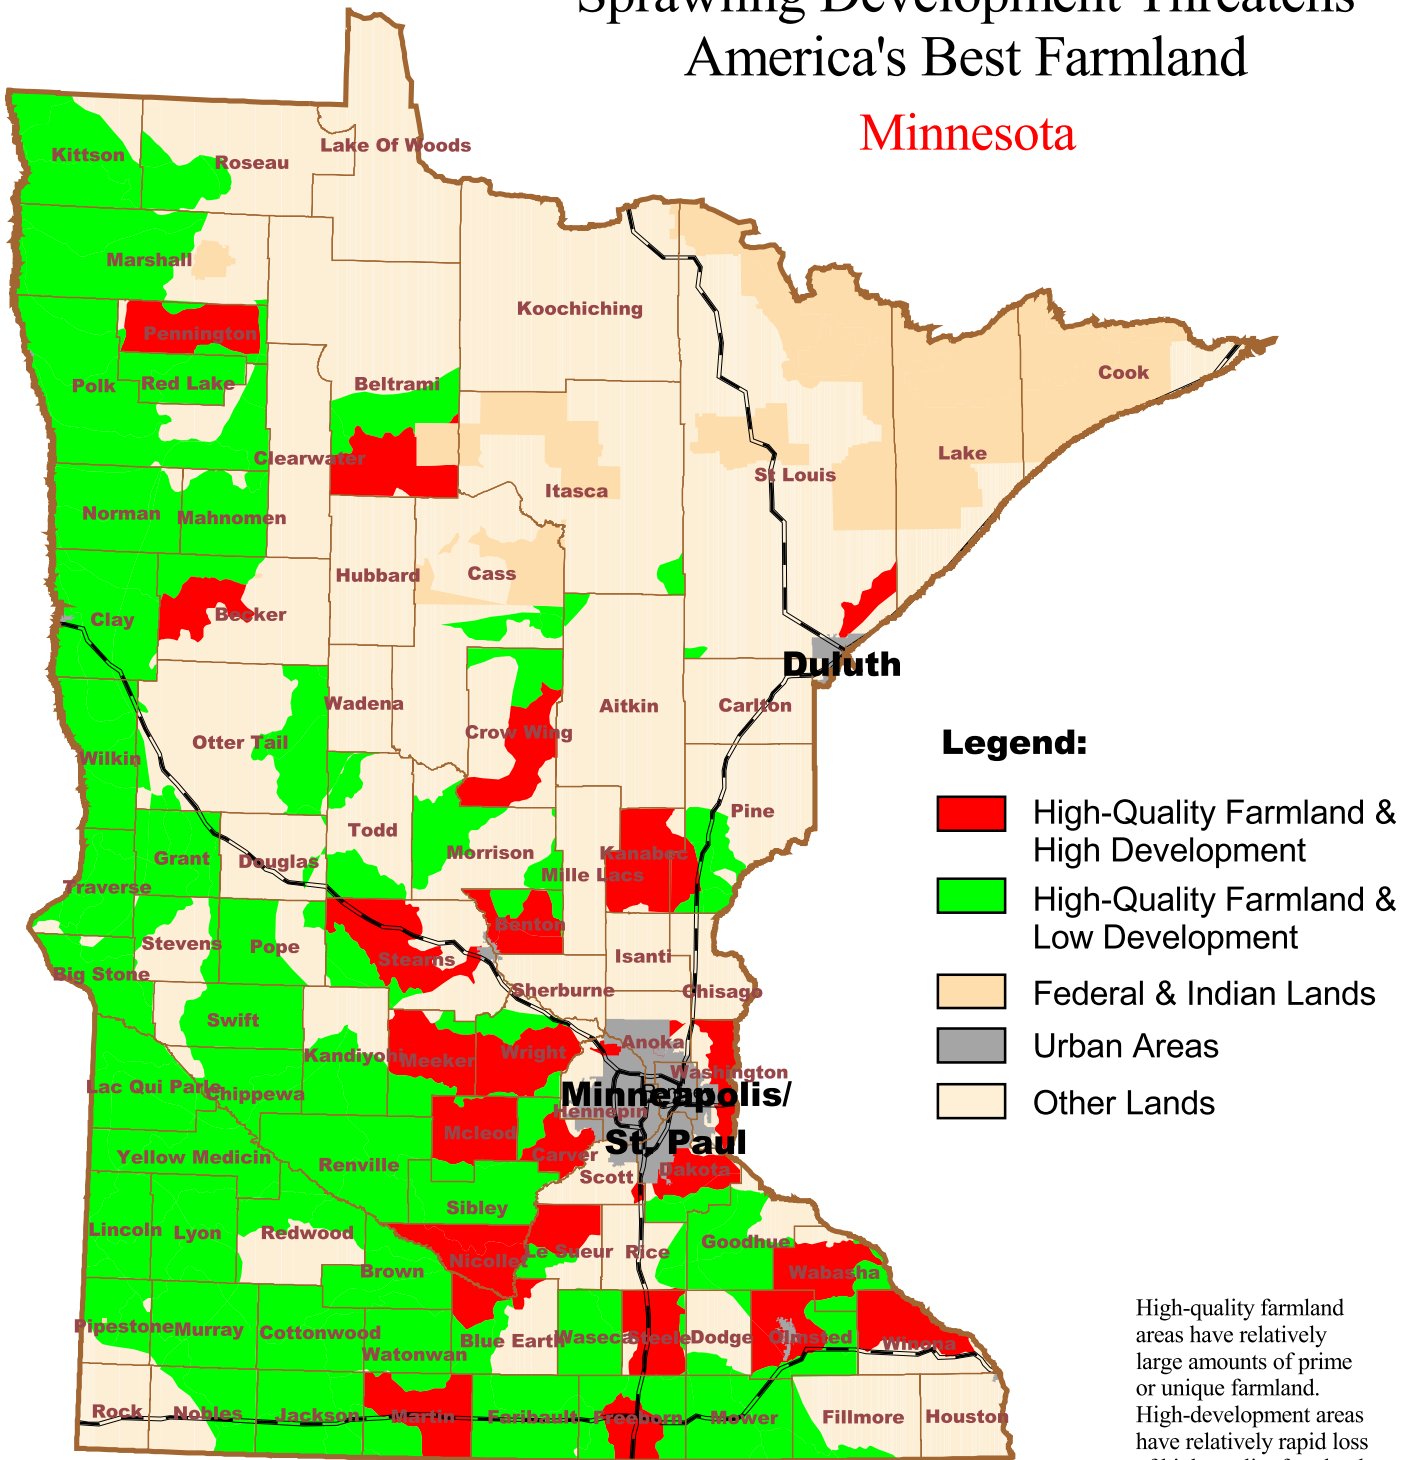 Sprawling Development Threatens
America's Best Farmland
Minnesota
Kittson
Roseau
Lake Of Woods
Marshall
Koochiching
Pennington
Polk
Red Lake
Beltrami
Cook
Clearwater
Lake
St Louis
Itasca
Norman
Mahnomen
Hubbard
Cass
Clay
Becker
Duluth
Wadena
Aitkin
Carlton
Otter Tail
Crow Wing
Wilkin
Legend:
High-Quality Farmland &
High Development
High-Quality Farmland &
Low Development
Federal & Indian Lands
Urban Areas
Other Lands
Pine
Todd
Grant
Douglas
Morrison
Kanabec
Mille Lacs
Traverse
Benton
Stevens
Pope
Stearns
Isanti
Big Stone
Sherburne
Chisago
Swift
Anoka
Kandiyohi
Meeker
Wright
Washington
Lac Qui Parle
Chippewa
Minneapolis/
St. Paul
Hennepin
Mcleod
Carver
Yellow Medicin
Renville
Scott
Dakota
Sibley
Lincoln
Lyon
Redwood
Nicollet
Le Sueur
Rice
Goodhue
Brown
Wabasha
Pipestone
Murray
Cottonwood
Watonwan
Blue Earth
Waseca
Steele
Dodge
Olmsted
Winona
Rock
Nobles
Jackson
Martin
Faribault
Freeborn
Mower
Fillmore
Houston
High-quality farmland
areas have relatively
large amounts of prime
or unique farmland.
High-development areas
have relatively rapid loss